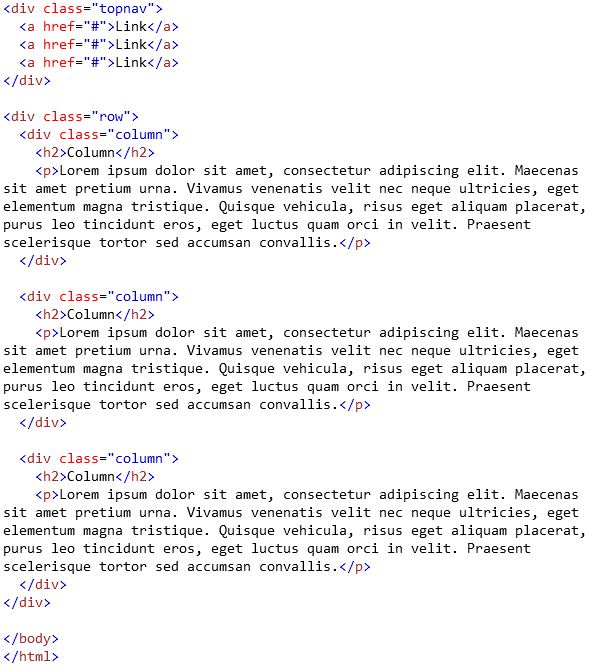 <div class="topnav">
  <a href="#">Link</a>
  <a href="#">Link</a>
  <a href="#">Link</a>
</div>

<div class="row">
  <div class="column">
    <h2>Column</h2>
    <p>Lorem ipsum dolor sit amet, consectetur adipiscing elit. Maecenas
sit amet pretium urna. Vivamus venenatis velit nec neque ultricies, eget
elementum magna tristique. Quisque vehicula, risus eget aliquam placerat,
purus leo tincidunt eros, eget luctus quam orci in velit. Praesent
scelerisque tortor sed accumsan convallis.</p>
  </div>

  <div class="column">
    <h2>Column</h2>
    <p>Lorem ipsum dolor sit amet, consectetur adipiscing elit. Maecenas
sit amet pretium urna. Vivamus venenatis velit nec neque ultricies, eget
elementum magna tristique. Quisque vehicula, risus eget aliquam placerat,
purus leo tincidunt eros, eget luctus quam orci in velit. Praesent
scelerisque tortor sed accumsan convallis.</p>
  </div>

  <div class="column">
    <h2>Column</h2>
    <p>Lorem ipsum dolor sit amet, consectetur adipiscing elit. Maecenas
sit amet pretium urna. Vivamus venenatis velit nec neque ultricies, eget
elementum magna tristique. Quisque vehicula, risus eget aliquam placerat,
purus leo tincidunt eros, eget luctus quam orci in velit. Praesent
scelerisque tortor sed accumsan convallis.</p>
  </div>
</div>

</body>
</html>